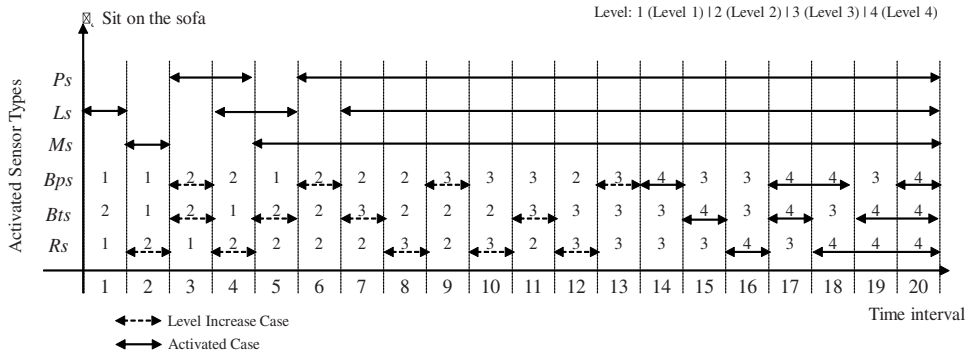 Sit on the sofa
Level: 1 (Level 1) | 2 (Level 2) | 3 (Level 3) | 4 (Level 4)
Activated Sensor Types
Ps
Ls
Ms
Bps 1 1 2 2 1 2 2 2 3 3 3 2 3 4 3 3 4 4 3 4
Bts 2 1 2 1 2 2 3 2 2 2 3 3 3 3 4 3 4 3 4 4
Rs 1 2 1 2 2 2 2 3 2 3 2 3 3 3 3 4 3 4 4 4
1 2 3 4 5 6 7 8 9 10 11 12 13 14 15 16 17 18 19 20
Time interval
Level Increase Case
Activated Case